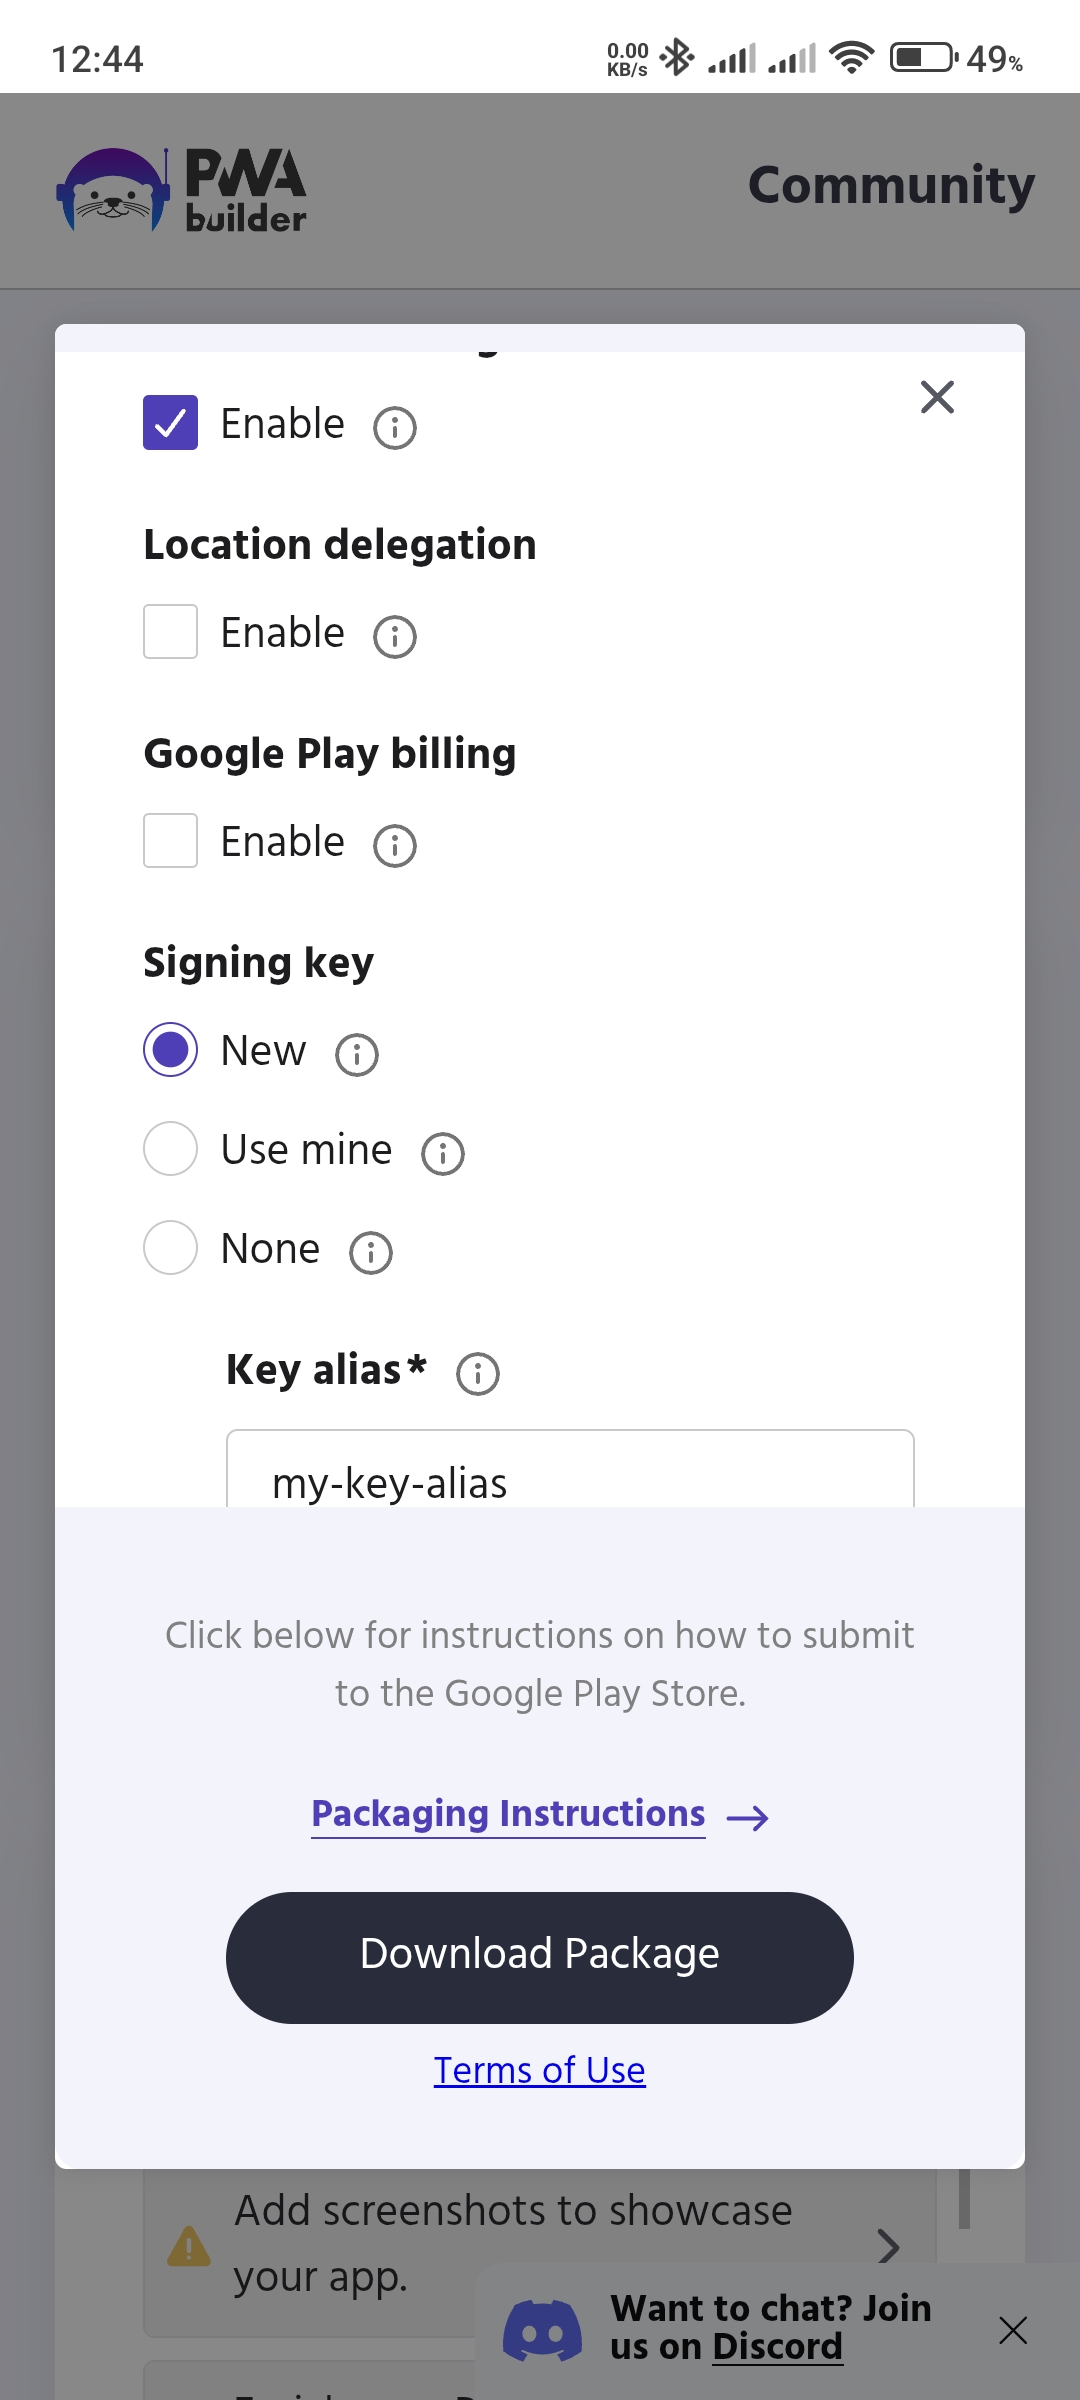 12:44
0.00
KB/s
49%
PWA
builder
Community
Enable
Location delegation
Enable
Google Play billing
Enable
Signing key
New
Use mine
None
Key alias*
my-key-alias
Click below for instructions on how to submit
to the Google Play Store.
Packaging Instructions →
Download Package
Terms of Use
Add screenshots to showcase
your app.
Want to chat? Join
us on Discord